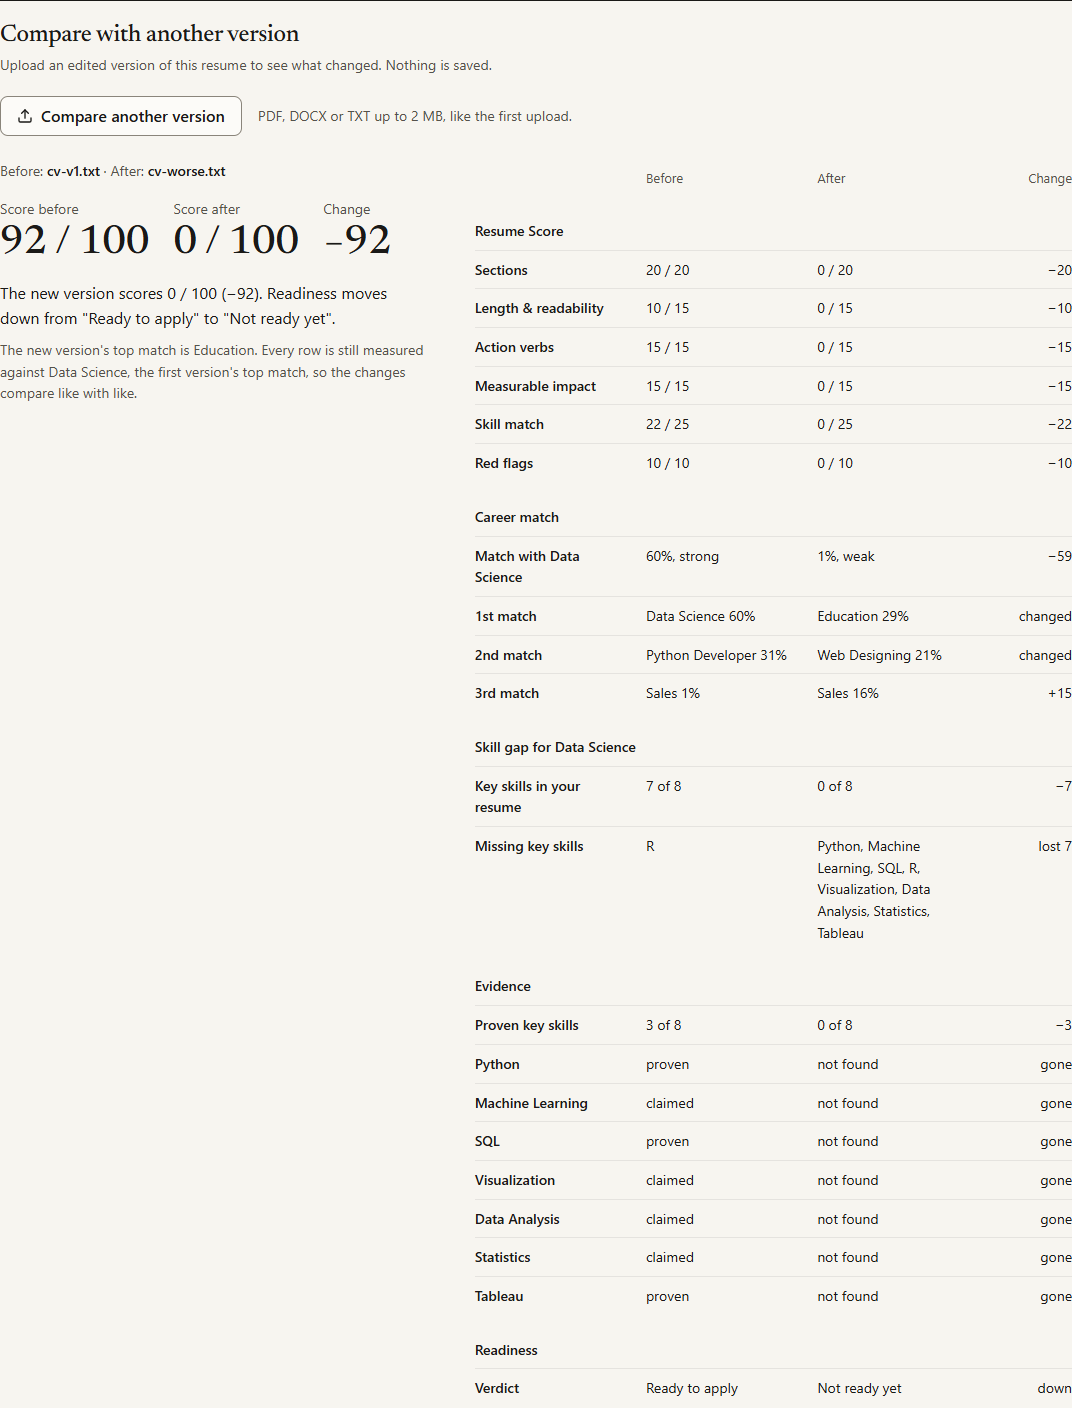 Compare with another version
Upload an edited version of this resume to see what changed. Nothing is saved.
Compare another version
PDF, DOCX or TXT up to 2 MB, like the first upload.
Before: cv-v1.txt · After: cv-worse.txt
Score before Score after Change
92 / 100 0 / 100 −92
The new version scores 0 / 100 (−92). Readiness moves
down from "Ready to apply" to "Not ready yet".
The new version's top match is Education. Every row is still measured
against Data Science, the first version's top match, so the changes
compare like with like.
Before After Change
Resume Score
Sections 20 / 20 0 / 20 −20
Length & readability 10 / 15 0 / 15 −10
Action verbs 15 / 15 0 / 15 −15
Measurable impact 15 / 15 0 / 15 −15
Skill match 22 / 25 0 / 25 −22
Red flags 10 / 10 0 / 10 −10
Career match
Match with Data 60%, strong 1%, weak −59
Science
1st match Data Science 60% Education 29% changed
2nd match Python Developer 31% Web Designing 21% changed
3rd match Sales 1% Sales 16% +15
Skill gap for Data Science
Key skills in your 7 of 8 0 of 8 −7
resume
Missing key skills R Python, Machine lost 7
Learning, SQL, R,
Visualization, Data
Analysis, Statistics,
Tableau
Evidence
Proven key skills 3 of 8 0 of 8 −3
Python proven not found gone
Machine Learning claimed not found gone
SQL proven not found gone
Visualization claimed not found gone
Data Analysis claimed not found gone
Statistics claimed not found gone
Tableau proven not found gone
Readiness
Verdict Ready to apply Not ready yet down